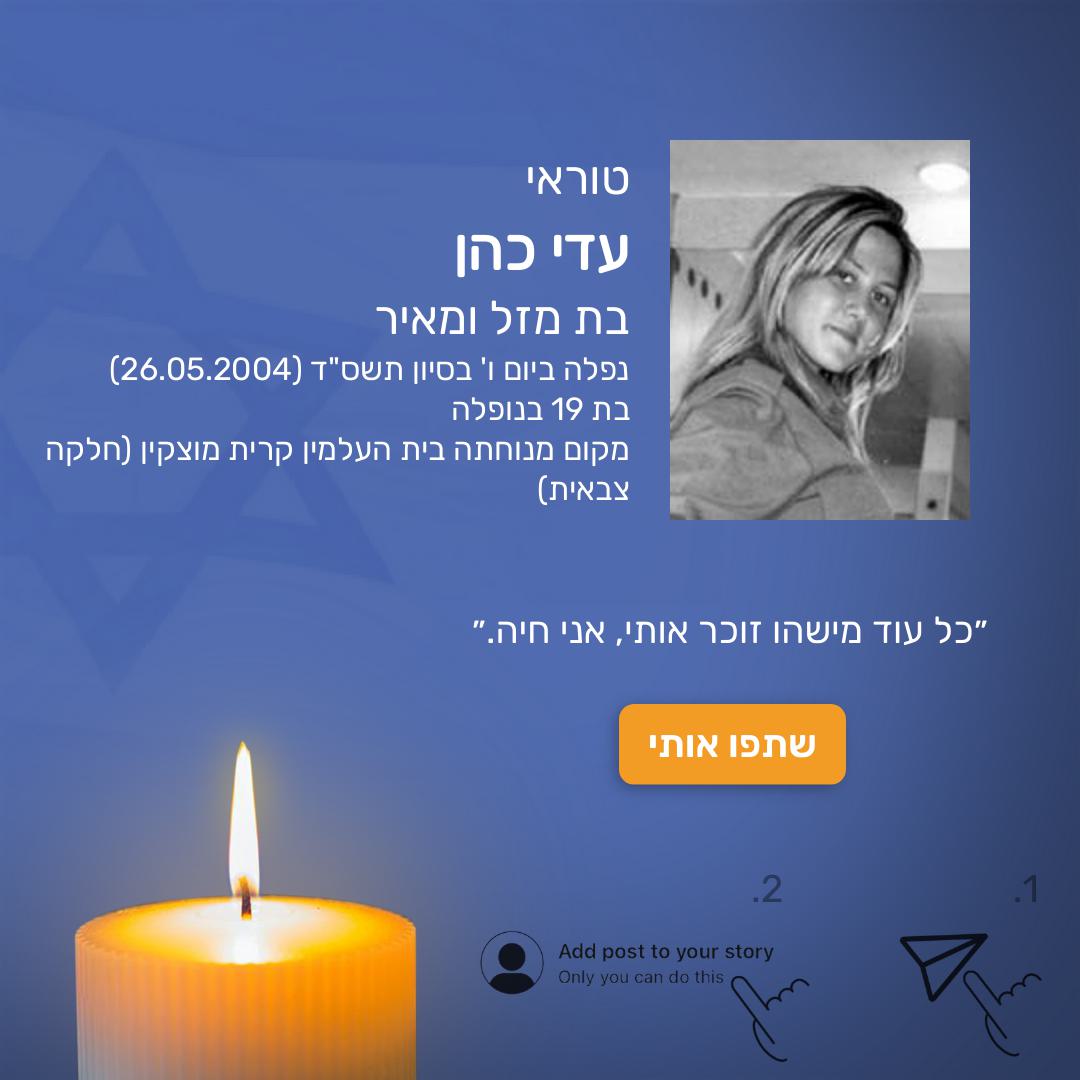 טוראי
עדי כהן
בת מזל ומאיר
נפלה ביום ו' בסיון תשס"ד (26.05.2004)
בת 19 בנופלה
מקום מנוחתה בית העלמין קרית מוצקין (חלקה
צבאית)
״כל עוד מישהו זוכר אותי, אני חיה.״
שתפו אותי
1.
2.
Add post to your story
Only you can do this